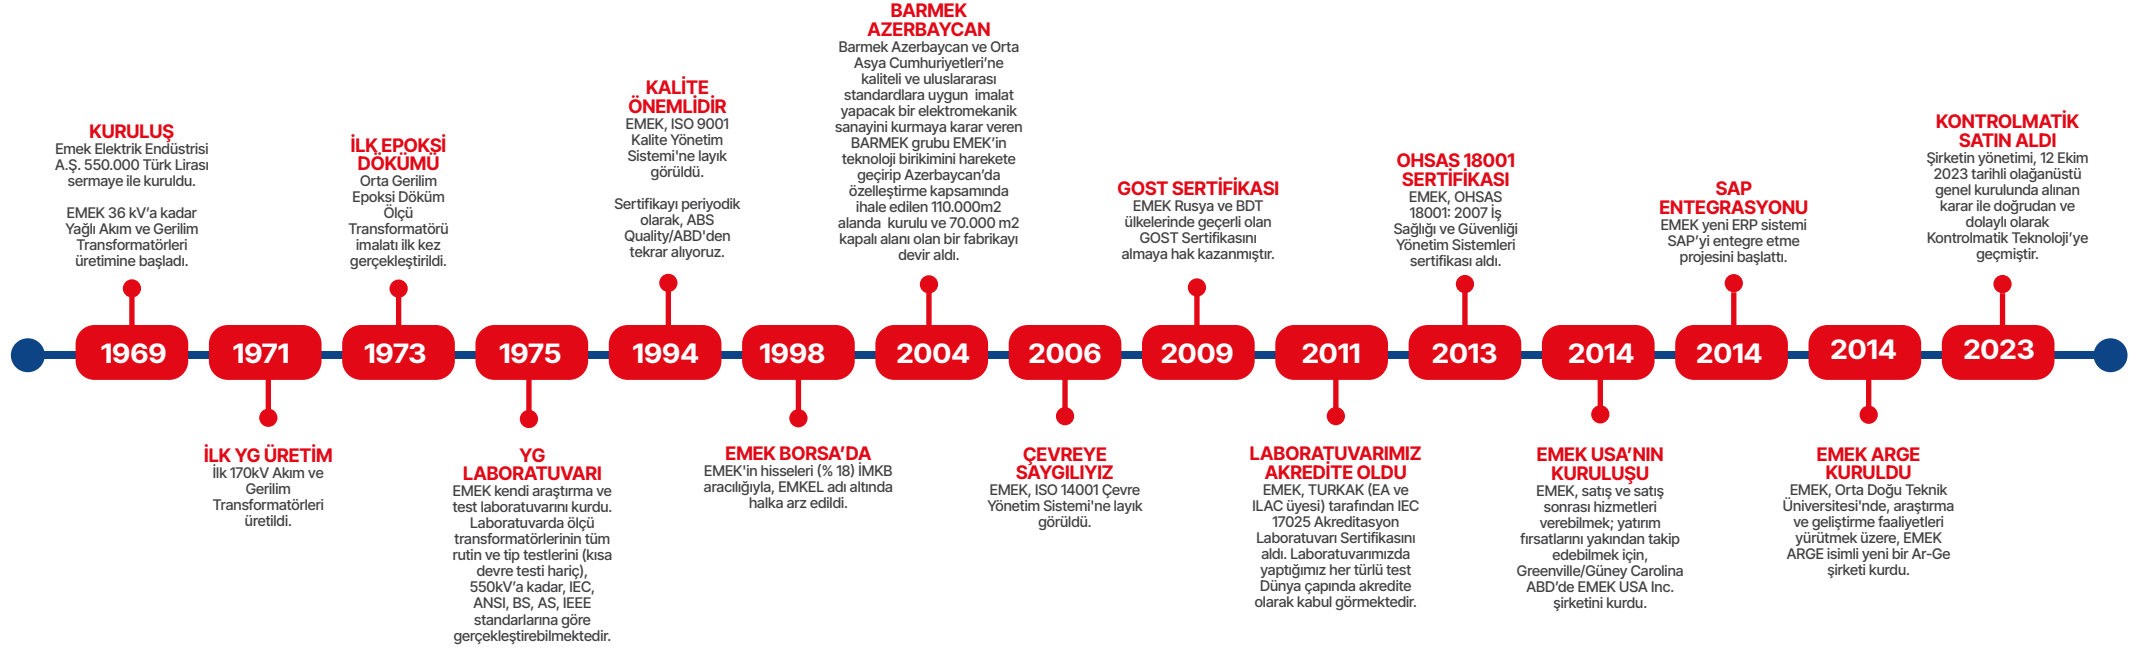 KURULUŞ
Emek Elektrik Endüstrisi
A.Ş. 550.000 Türk Lirası
sermaye ile kuruldu.
EMEK 36 kV'a kadar
Yağlı Akım ve Gerilim
Transformatörleri
üretimine başladı.
1969
1971
İLK YG ÜRETİM
İlk 170kV Akım ve
Gerilim
Transformatörleri
üretildi.
İLK EPOKSİ
DÖKÜMÜ
Orta Gerilim
Epoksi Döküm
Ölçü
Transformatörü
imalatı ilk kez
gerçekleştirildi.
1973
1975
YG
LABORATUVARI
EMEK kendi araştırma ve
test laboratuvarını kurdu.
Laboratuvarda ölçü
transformatörlerinin tüm
rutin ve tip testlerini (kısa
devre testi hariç),
550kV'a kadar, IEC,
ANSI, BS, AS, IEEE
standarlarına göre
gerçekleştirebilmektedir.
KALİTE
ÖNEMLİDİR
EMEK, ISO 9001
Kalite Yönetim
Sistemi'ne layık
görüldü.
Sertifikayı periyodik
olarak, ABS
Quality/ABD'den
tekrar alıyoruz.
1994
1998
EMEK BORSA'DA
EMEK'in hisseleri (% 18) İMKB
aracılığıyla, EMKEL adı altında
halka arz edildi.
BARMEK
AZERBAYCAN
Barmek Azerbaycan ve Orta
Asya Cumhuriyetleri'ne
kaliteli ve uluslararası
standardlara uygun imalat
yapacak bir elektromekanik
sanayini kurmaya karar veren
BARMEK grubu EMEK'in
teknoloji birikimini harekete
geçirip Azerbaycan'da
özelleştirme kapsamında
ihale edilen 110.000m2
alanda kurulu ve 70.000 m2
kapalı alanı olan bir fabrikayı
devir aldı.
2004
2006
ÇEVREYE
SAYGILIYIZ
EMEK, ISO 14001 Çevre
Yönetim Sistemi'ne layık
görüldü.
GOST SERTİFİKASI
EMEK Rusya ve BDT
ülkelerinde geçerli olan
GOST Sertifikasını
almaya hak kazanmıştır.
2009
2011
LABORATUVARIMIZ
AKREDİTE OLDU
EMEK, TURKAK (EA ve
ILAC üyesi) tarafından IEC
17025 Akreditasyon
Laboratuvarı Sertifikasını
aldı. Laboratuvarımızda
yaptığımız her türlü test
Dünya çapında akredite
olarak kabul görmektedir.
OHSAS 18001
SERTİFİKASI
EMEK, OHSAS
18001: 2007 İş
Sağlığı ve Güvenliği
Yönetim Sistemleri
sertifikası aldı.
2013
2014
EMEK USA'NIN
KURULUŞU
EMEK, satış ve satış
sonrası hizmetleri
verebilmek; yatırım
fırsatlarını yakından takip
edebilmek için,
Greenville/Güney Carolina
ABD'de EMEK USA Inc.
şirketini kurdu.
SAP
ENTEGRASYONU
EMEK yeni ERP sistemi
SAP'yi entegre etme
projesini başlattı.
2014
2014
EMEK ARGE
KURULDU
EMEK, Orta Doğu Teknik
Üniversitesi'nde, araştırma
ve geliştirme faaliyetleri
yürütmek üzere, EMEK
ARGE isimli yeni bir Ar-Ge
şirketi kurdu.
KONTROLMATİK
SATIN ALDI
Şirketin yönetimi, 12 Ekim
2023 tarihli olağanüstü
genel kurulunda alınan
karar ile doğrudan ve
dolaylı olarak
Kontrolmatik Teknoloji'ye
geçmiştir.
2023